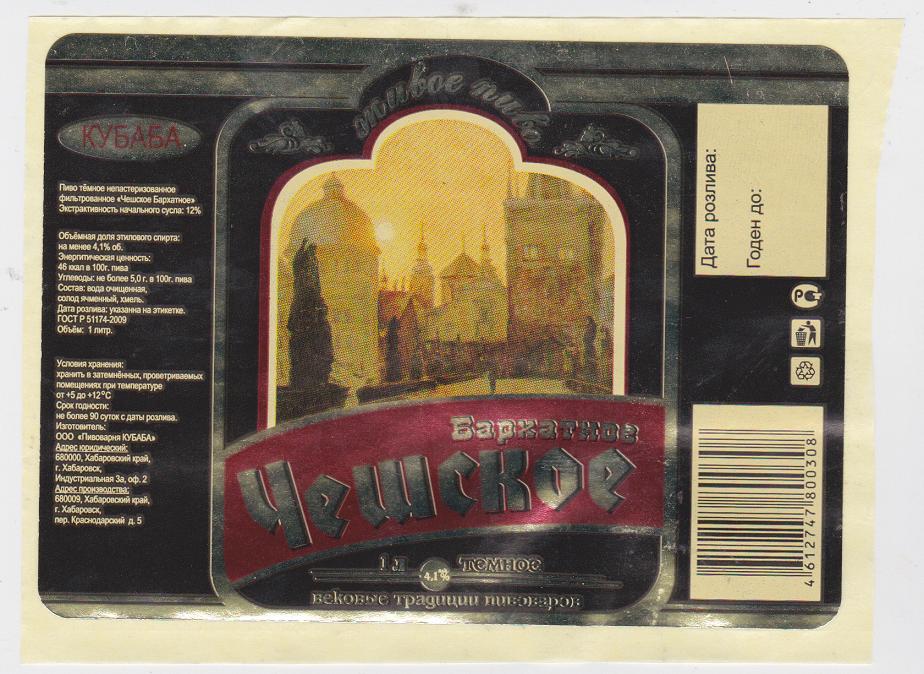 КУБАБА
Пиво тёмное непастеризованное
фильтрованное «Чешское Бархатное»
Экстрактивность начального сусла: 12%
Объёмная доля этилового спирта:
на менее 4,1% об.
Энергитическая ценность:
46 ккал в 100г. пива
Углеводы: не более 5,0 г. в 100г. пива
Состав: вода очищенная,
солод ячменный, хмель.
Дата розлива: указанна на этикетке.
ГОСТ Р 51174-2009
Объём: 1 литр.
Условия хранения:
хранить в затемнённых, проветриваемых
помещениях при температуре
от +5 до +12°С
Срок годности:
не более 90 суток с даты розлива.
Изготовитель:
ООО «Пивоварня КУБАБА»
Адрес юридический:
680000, Хабаровский край,
г. Хабаровск,
Индустриальная 3а, оф. 2
Адрес производства:
680009, Хабаровский край,
г. Хабаровск,
пер. Краснодарский д. 5
живое пиво
Бархатное
Чешское
1 л 4.1% темное
вековые традиции пивоваров
Дата розлива:
Годен до:
РСТ
4 612747 800308